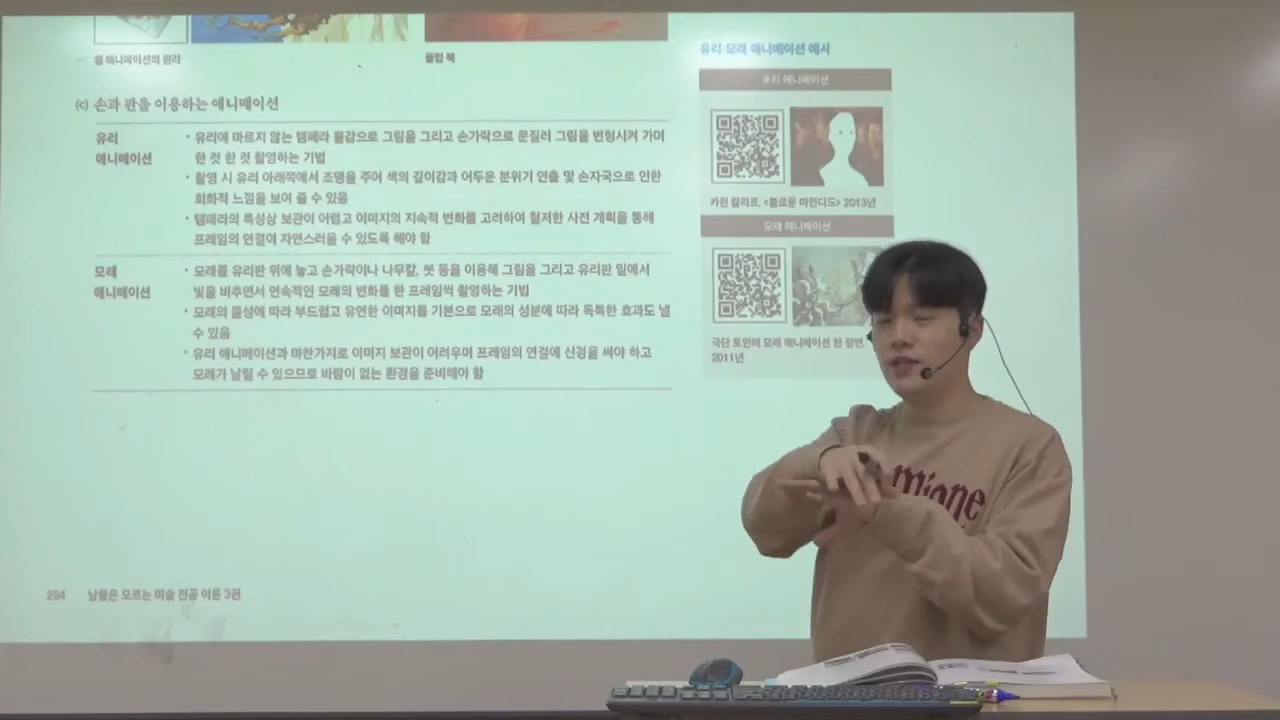 셀 애니메이션의 원리
플립 북
(c) 손과 판을 이용하는 애니메이션
유리
애니메이션
• 유리에 마르지 않는 템페라 물감으로 그림을 그리고 손가락으로 문질러 그림을 변형시켜 가며
한 컷 한 컷 촬영하는 기법
• 촬영 시 유리 아래쪽에서 조명을 주어 색의 깊이감과 어두운 분위기 연출 및 손자국으로 인한
회화적 느낌을 보여 줄 수 있음
• 템페라의 특성상 보관이 어렵고 이미지의 지속적 변화를 고려하여 철저한 사전 계획을 통해
프레임의 연결이 자연스러울 수 있도록 해야 함
모래
애니메이션
• 모래를 유리판 위에 놓고 손가락이나 나무칼, 붓 등을 이용해 그림을 그리고 유리판 밑에서
빛을 비추면서 연속적인 모래의 변화를 한 프레임씩 촬영하는 기법
• 모래의 물성에 따라 부드럽고 유연한 이미지를 기본으로 모래의 성분에 따라 독특한 효과도 낼
수 있음
• 유리 애니메이션과 마찬가지로 이미지 보관이 어려우며 프레임의 연결에 신경을 써야 하고
모래가 날릴 수 있으므로 바람이 없는 환경을 준비해야 함
유리·모래 애니메이션 예시
유리 애니메이션
카린 칼리프, <불로운 마인디드> 2013년
모래 애니메이션
극단 토인의 모래 애니메이션 한 장면,
2011년
294 남들은 모르는 미술 전공 이론 3권